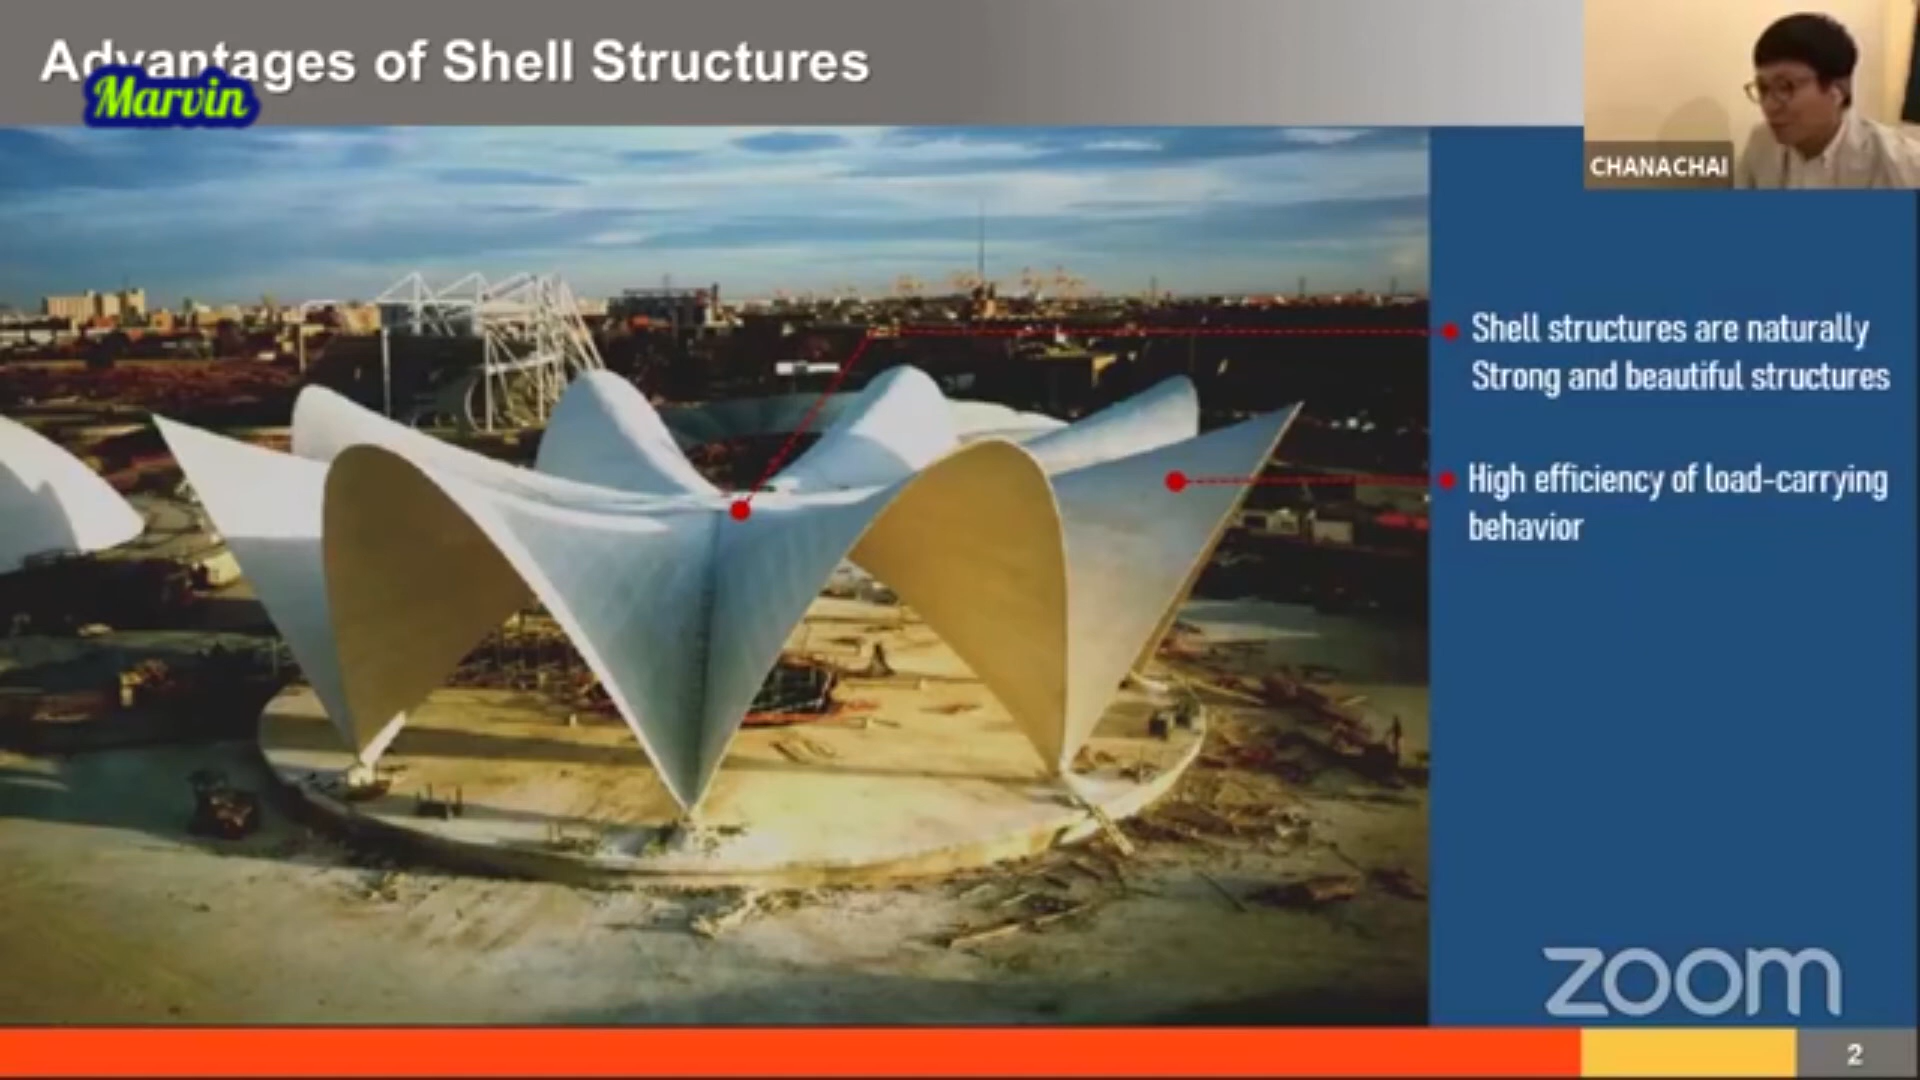 Advantages of Shell Structures
Marvin
CHANACHAI
Shell structures are naturally
Strong and beautiful structures
High efficiency of load-carrying
behavior
zoom
2